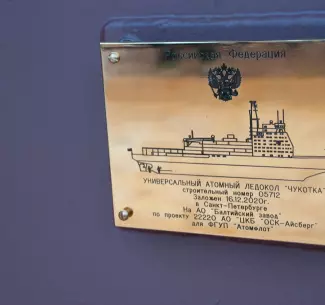 Российская Федерация
УНИВЕРСАЛЬНЫЙ АТОМНЫЙ ЛЕДОКОЛ "ЧУКОТКА"
строительный номер 05712
Заложен 16.12.2020г.
в Санкт-Петербурге
На АО "Балтийский завод"
по проекту 22220 АО "ЦКБ "ОСК-Айсберг"
для ФГУП "Атомфлот"